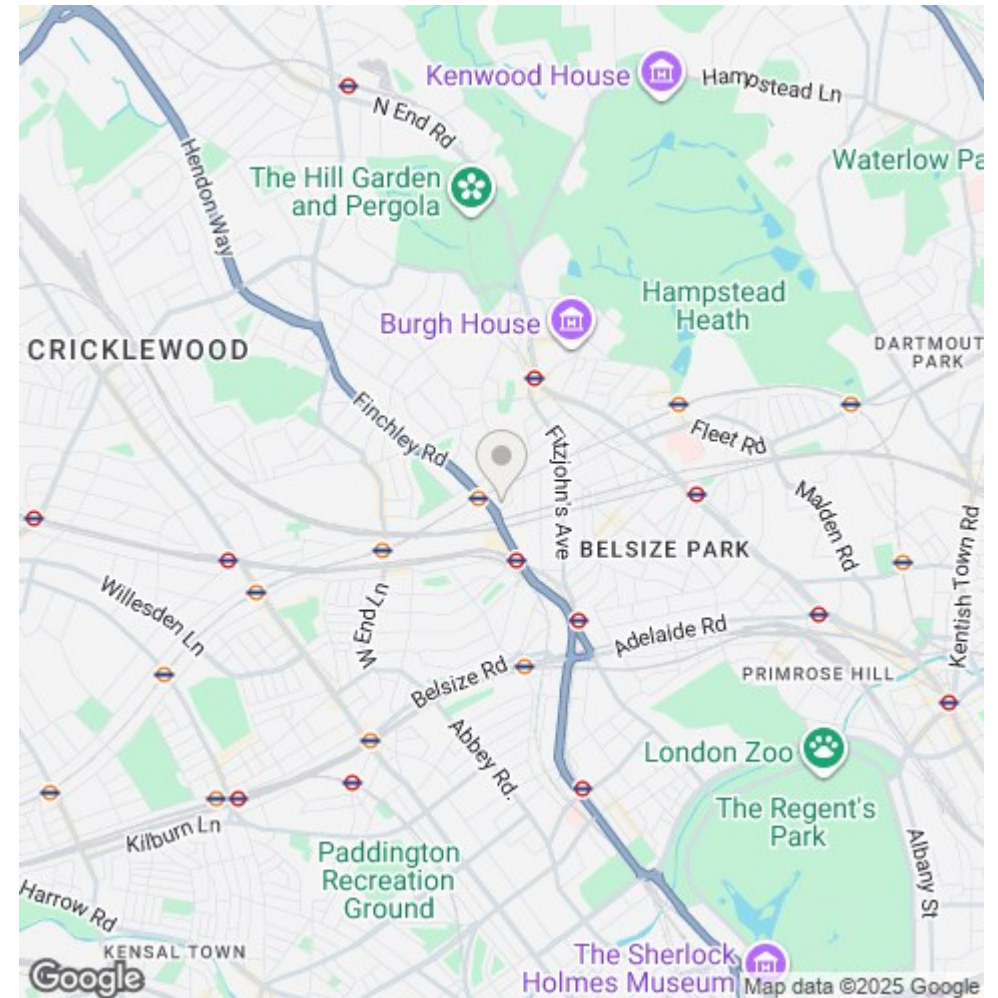 Kenwood House
Hampstead Ln
N End Rd
Hendon Way
The Hill Garden
and Pergola
Waterlow Pa
Hampstead
Heath
Burgh House
CRICKLEWOOD
DARTMOUT
PARK
Finchley Rd
Fitzjohn's Ave
Fleet Rd
Malden Rd
BELSIZE PARK
Kentish Town Rd
Willesden Ln
W End Ln
Adelaide Rd
Belsize Rd
PRIMROSE HILL
Abbey Rd.
London Zoo
The Regent's
Park
Kilburn Ln
Paddington
Recreation
Ground
Albany St
Harrow Rd
KENSAL TOWN
The Sherlock
Holmes Museum
Google
Map data ©2025 Google